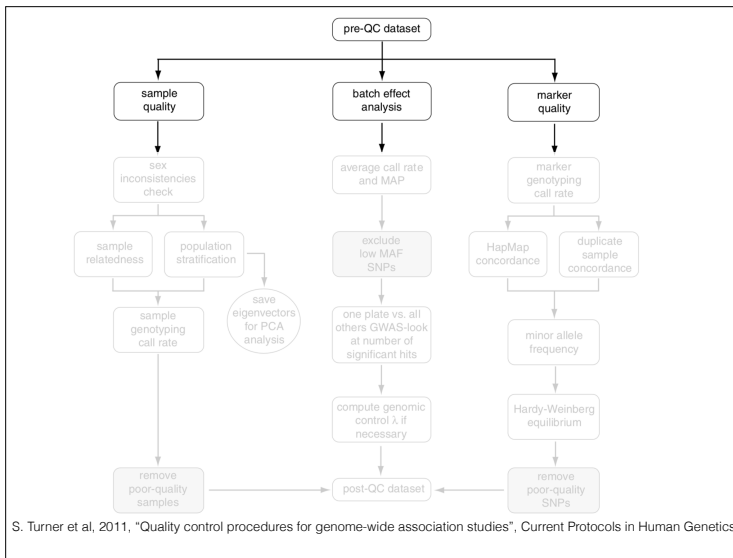 pre-QC dataset
sample
quality
batch effect
analysis
marker
quality
sex
inconsistencies
check
average call rate
and MAP
marker
genotyping
call rate
sample
relatedness
population
stratification
exclude
low MAF
SNPs
HapMap
concordance
duplicate
sample
concordance
save
eigenvectors
for PCA
analysis
sample
genotyping
call rate
one plate vs. all
others GWAS-look
at number of
significant hits
minor allele
frequency
compute genomic
control λ if
necessary
Hardy-Weinberg
equilibrium
remove
poor-quality
samples
post-QC dataset
remove
poor-quality
SNPs
S. Turner et al, 2011, “Quality control procedures for genome-wide association studies”, Current Protocols in Human Genetics